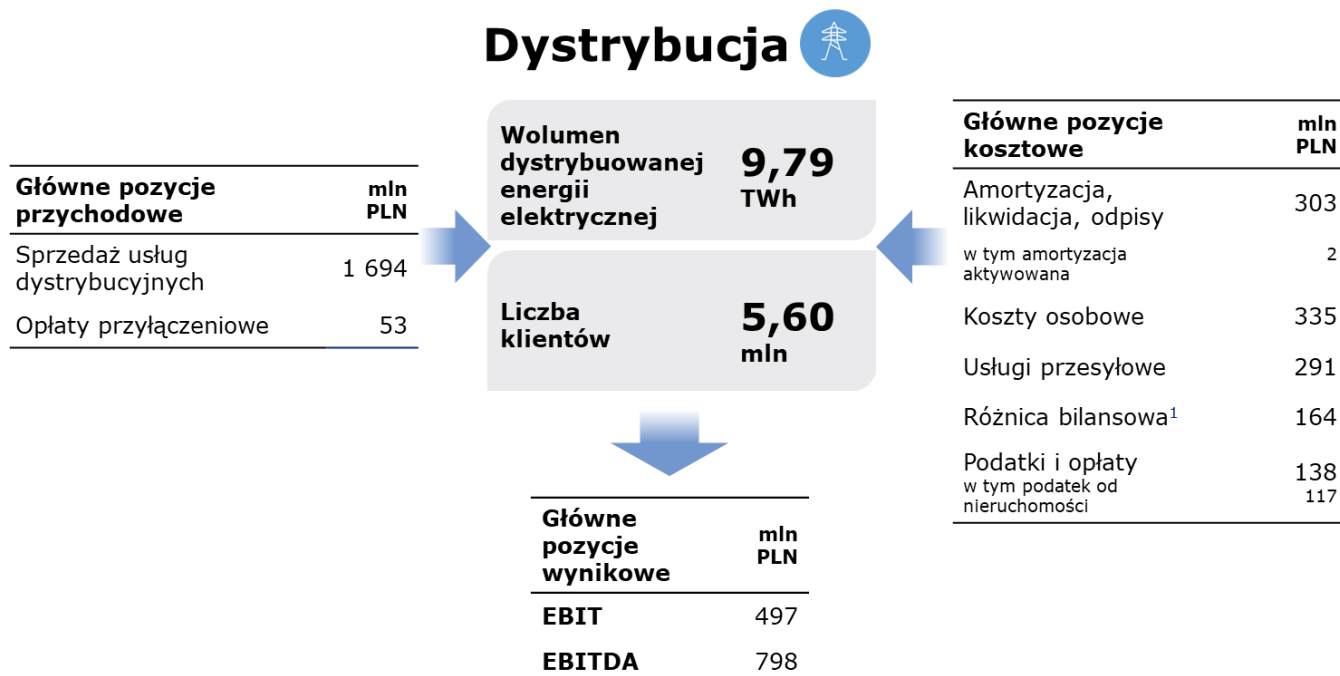 Dystrybucja
Główne pozycje
przychodowe
mln
PLN
Sprzedaż usług
dystrybucyjnych
1 694
Opłaty przyłączeniowe 53
Wolumen
dystrybuowanej
energii
elektrycznej
9,79
TWh
Liczba
klientów
5,60
mln
Główne pozycje
kosztowe
mln
PLN
Amortyzacja,
likwidacja, odpisy
303
w tym amortyzacja
aktywowana
2
Koszty osobowe 335
Usługi przesyłowe 291
Różnica bilansowa¹ 164
Podatki i opłaty 138
w tym podatek od
nieruchomości
117
Główne
pozycje
wynikowe
mln
PLN
EBIT 497
EBITDA 798